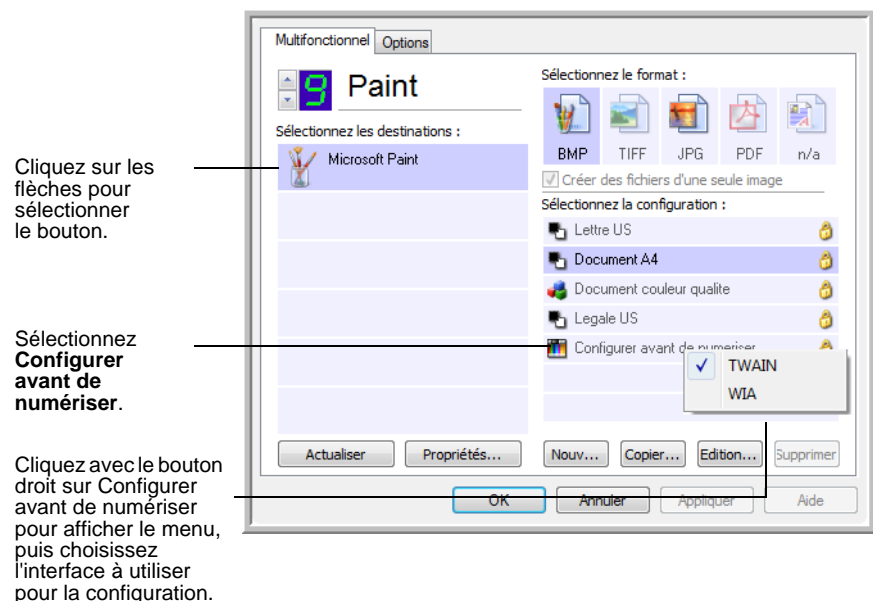 Multifonctionnel Options
9 Paint
Sélectionnez les destinations :
Microsoft Paint
Sélectionnez le format :
BMP TIFF JPG PDF n/a
Créer des fichiers d'une seule image
Sélectionnez la configuration :
Lettre US
Document A4
Document couleur qualite
Legale US
Configurer avant de numeriser
TWAIN
WIA
Actualiser Propriétés... Nouv... Copier... Edition... Supprimer
OK Annuler Appliquer Aide
Cliquez sur les
flèches pour
sélectionner
le bouton.
Sélectionnez
Configurer
avant de
numériser.
Cliquez avec le bouton
droit sur Configurer
avant de numériser
pour afficher le menu,
puis choisissez
l'interface à utiliser
pour la configuration.